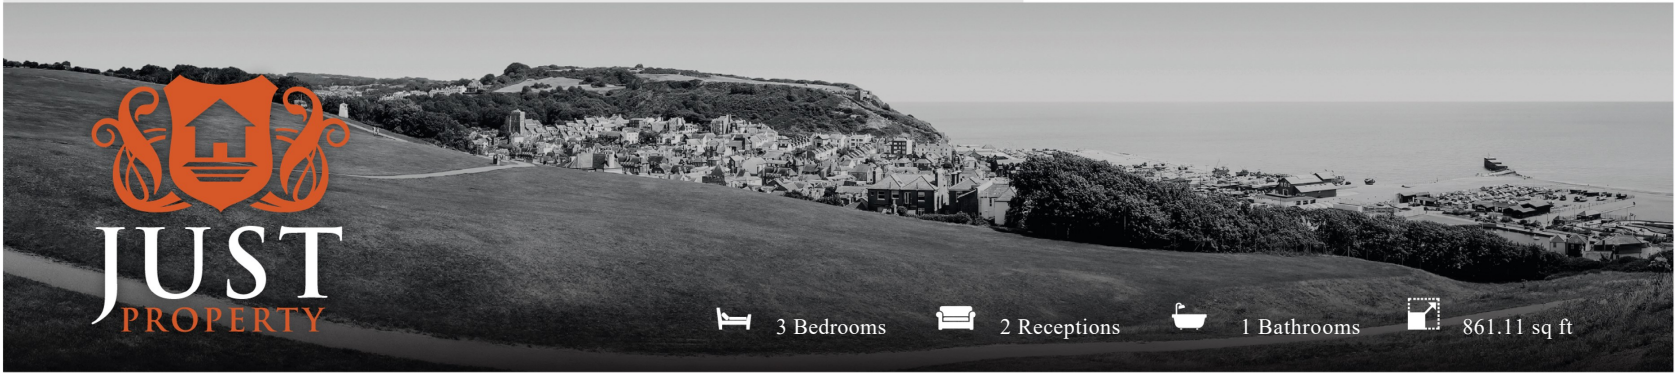 JUST
PROPERTY
3 Bedrooms
2 Receptions
1 Bathrooms
861.11 sq ft